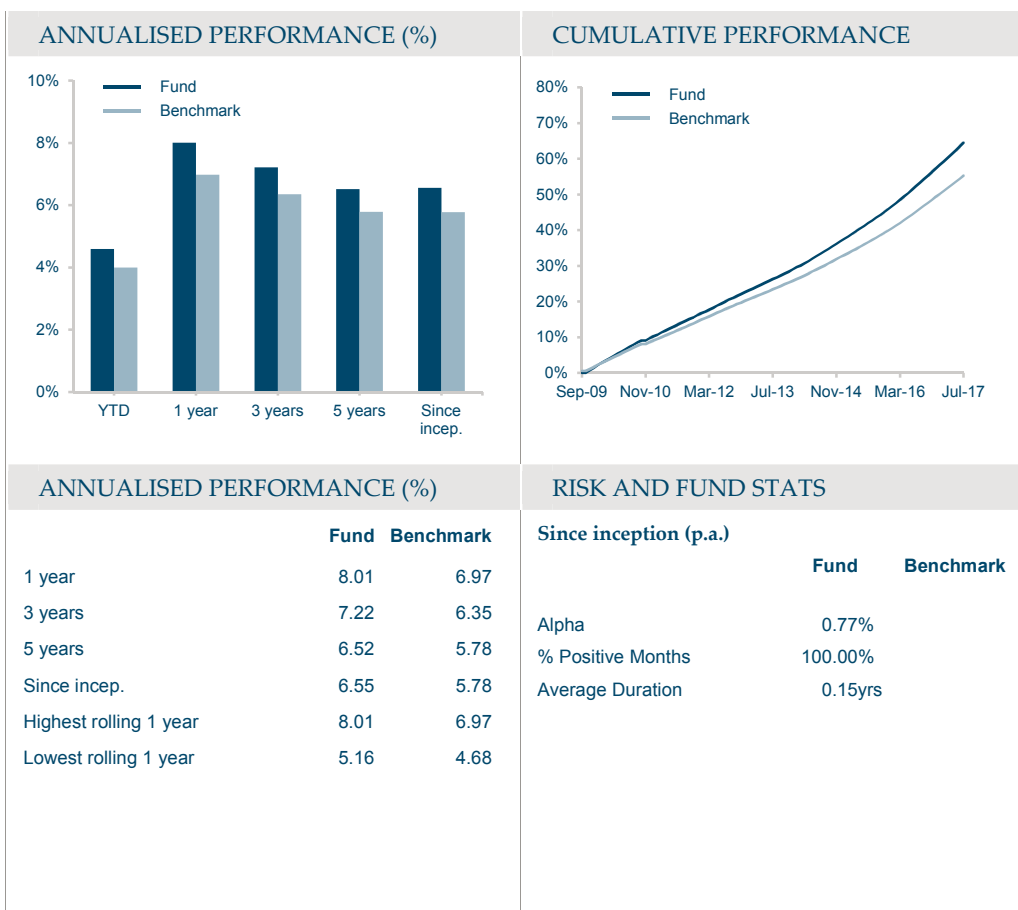 ANNUALISED PERFORMANCE (%)
10%
8%
6%
4%
2%
0%
Fund
Benchmark
YTD 1 year 3 years 5 years Since
incep.
CUMULATIVE PERFORMANCE
80%
70%
60%
50%
40%
30%
20%
10%
0%
Fund
Benchmark
Sep-09 Nov-10 Mar-12 Jul-13 Nov-14 Mar-16 Jul-17
ANNUALISED PERFORMANCE (%)
Fund Benchmark
1 year 8.01 6.97
3 years 7.22 6.35
5 years 6.52 5.78
Since incep. 6.55 5.78
Highest rolling 1 year 8.01 6.97
Lowest rolling 1 year 5.16 4.68
RISK AND FUND STATS
Since inception (p.a.)
Fund Benchmark
Alpha 0.77%
% Positive Months 100.00%
Average Duration 0.15yrs